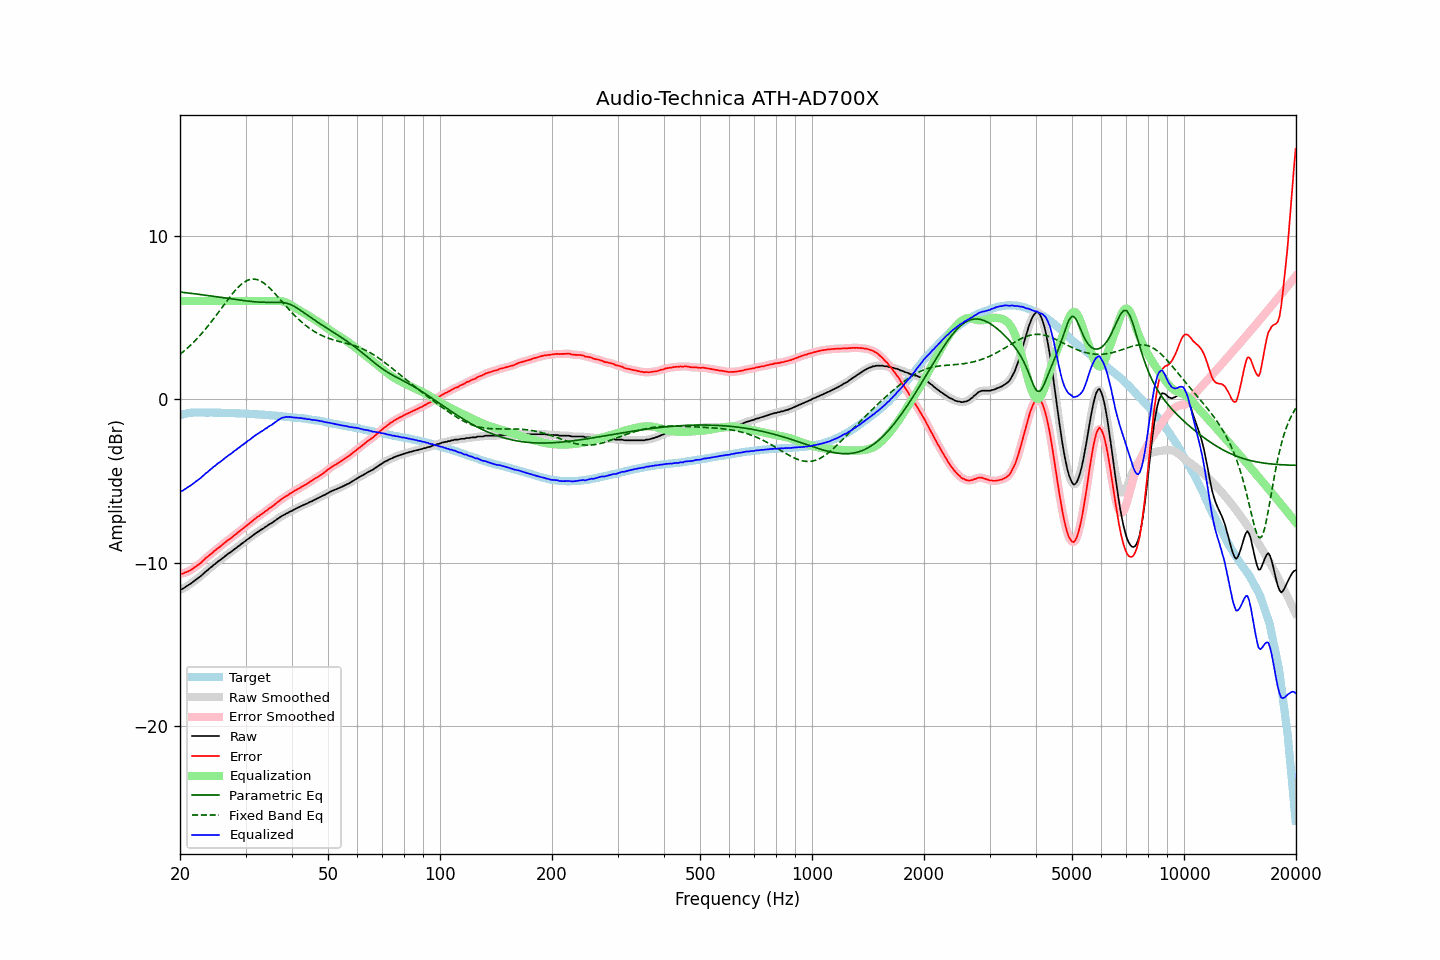 Audio-Technica ATH-AD700X
Amplitude (dBr)
10
0
−10
−20
Target
Raw Smoothed
Error Smoothed
Raw
Error
Equalization
Parametric Eq
Fixed Band Eq
Equalized
20 50 100 200 500 1000 2000 5000 10000 20000
Frequency (Hz)